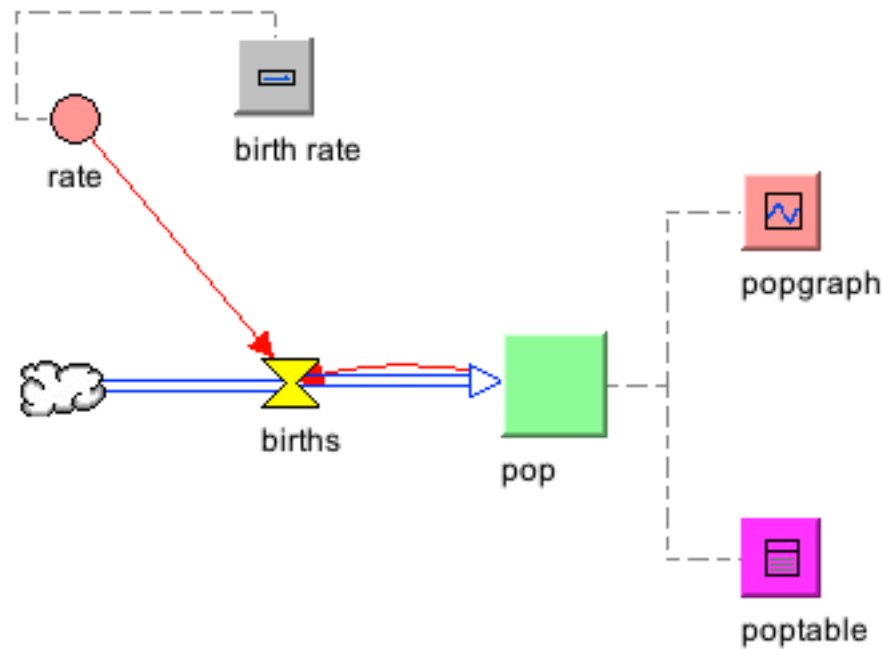 birth rate
rate
popgraph
births
pop
poptable